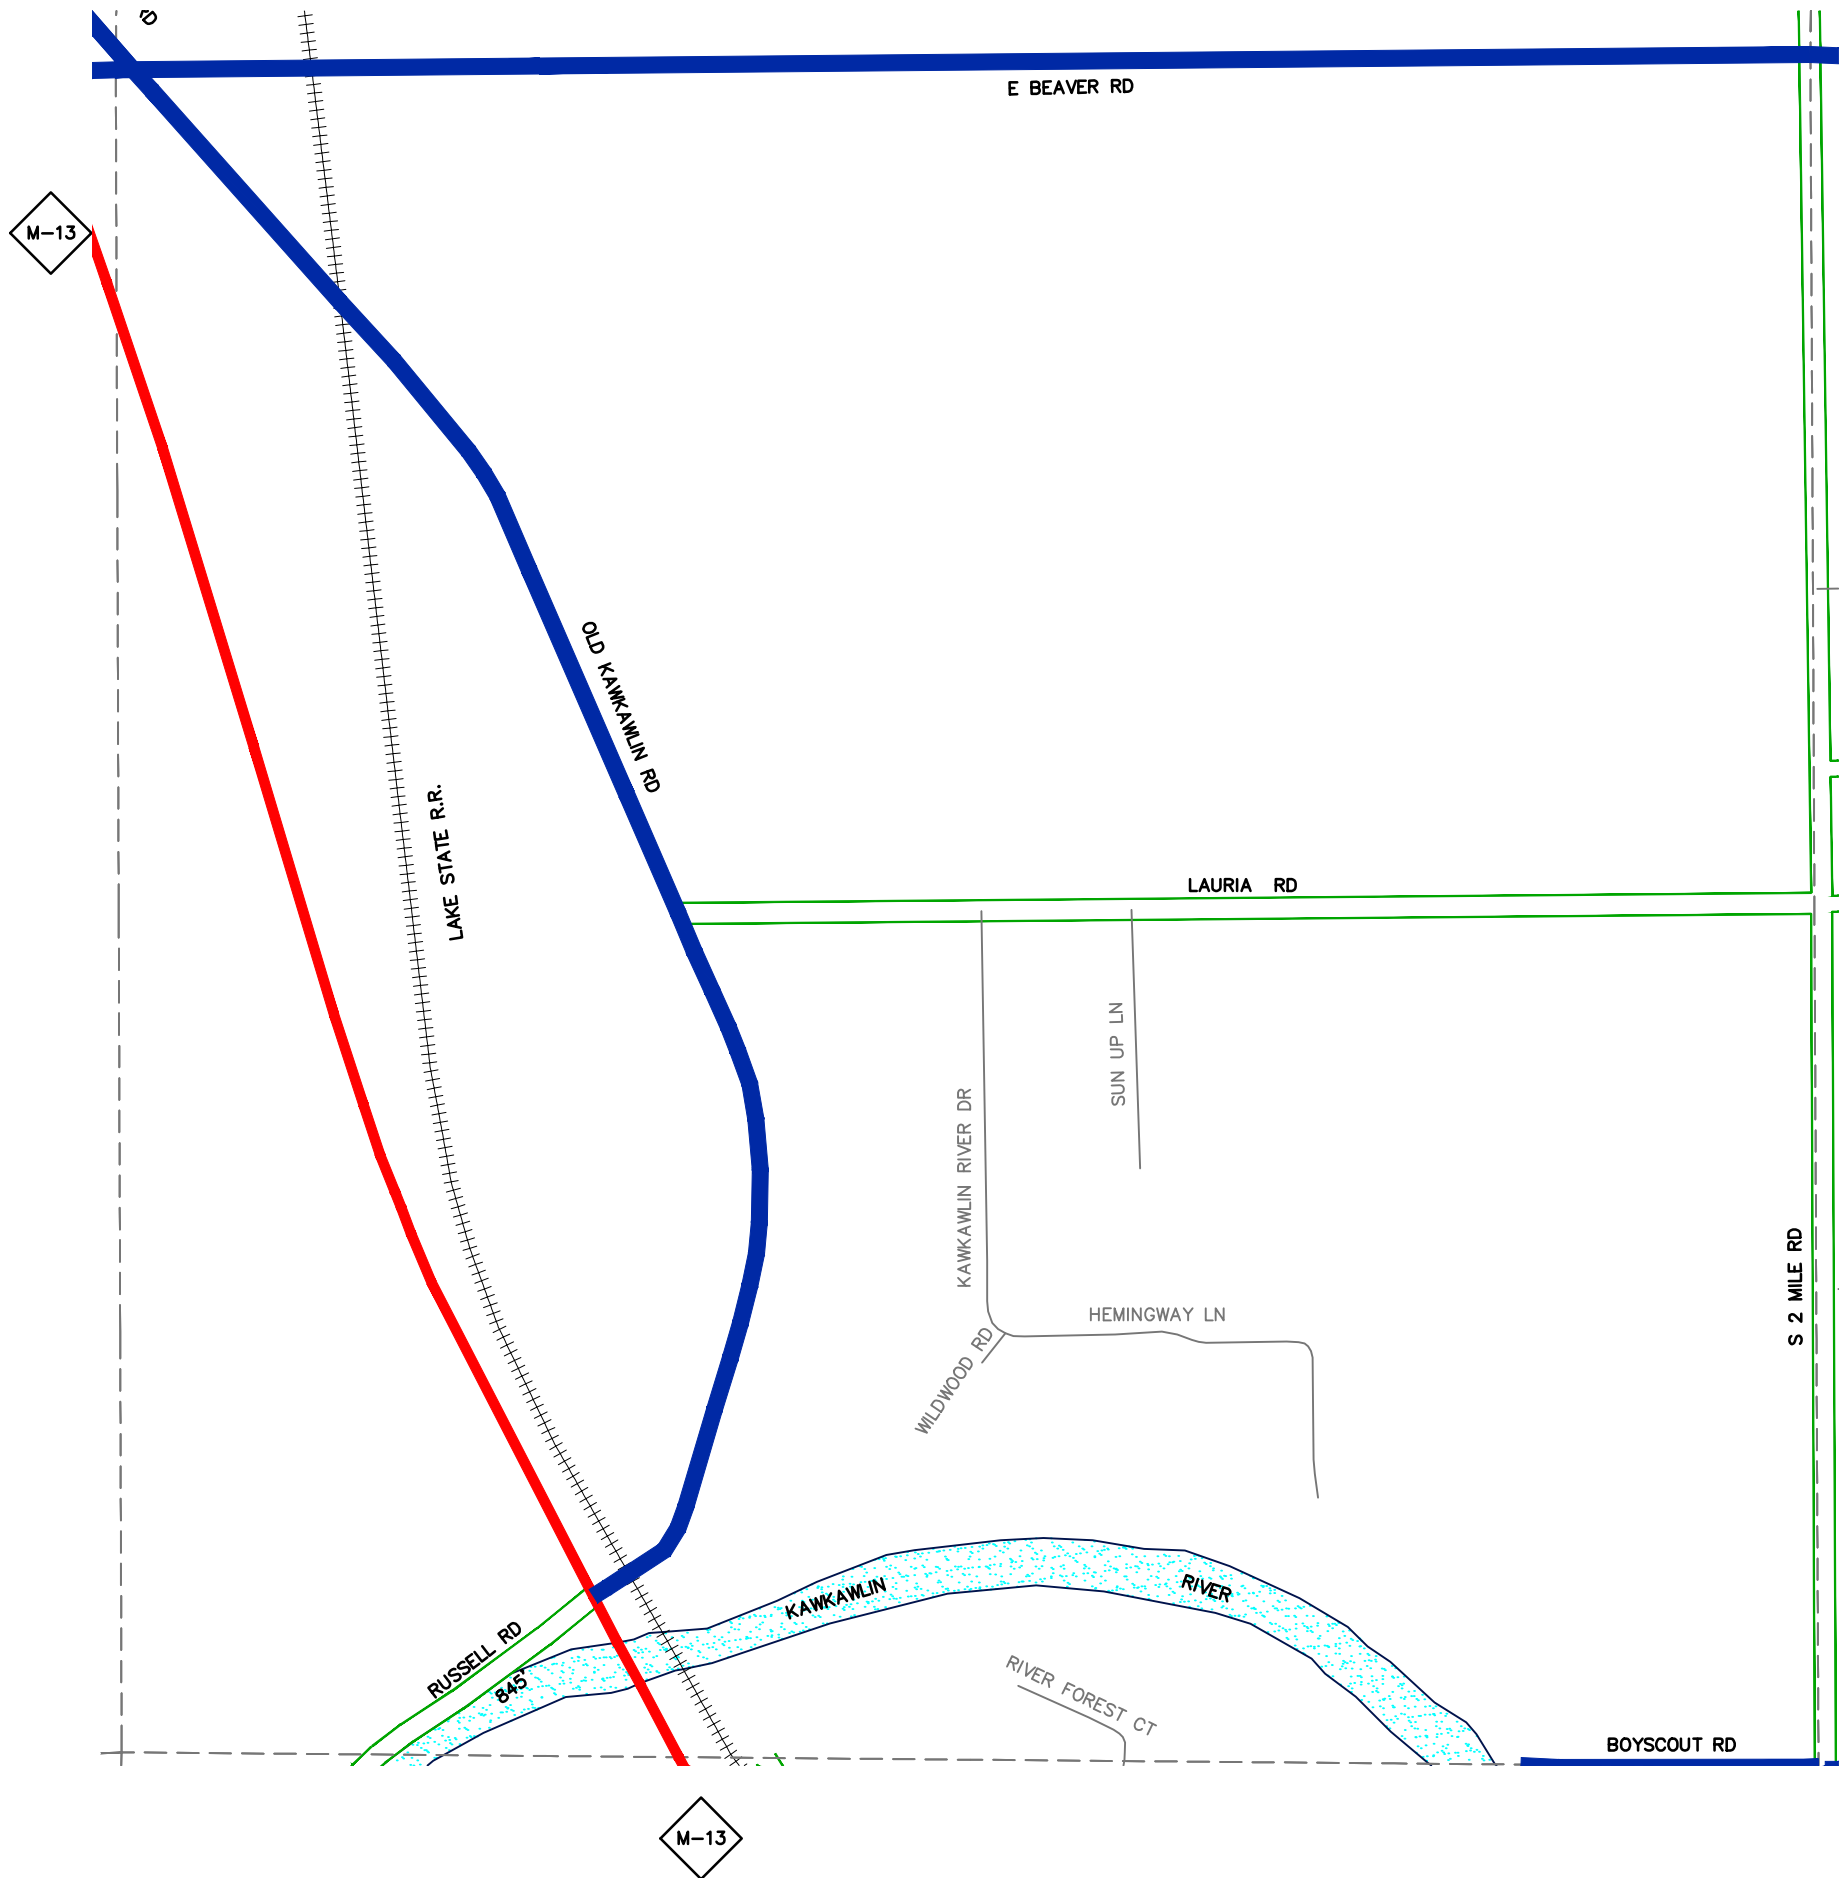 E BEAVER RD
M-13
OLD KAWKAWLIN RD
LAKE STATE R.R.
LAURIA RD
SUN UP LN
KAWKAWLIN RIVER DR
S 2 MILE RD
HEMINGWAY LN
WILDWOOD RD
KAWKAWLIN
RIVER
RUSSELL RD
845'
RIVER FOREST CT
BOYSCOUT RD
M-13